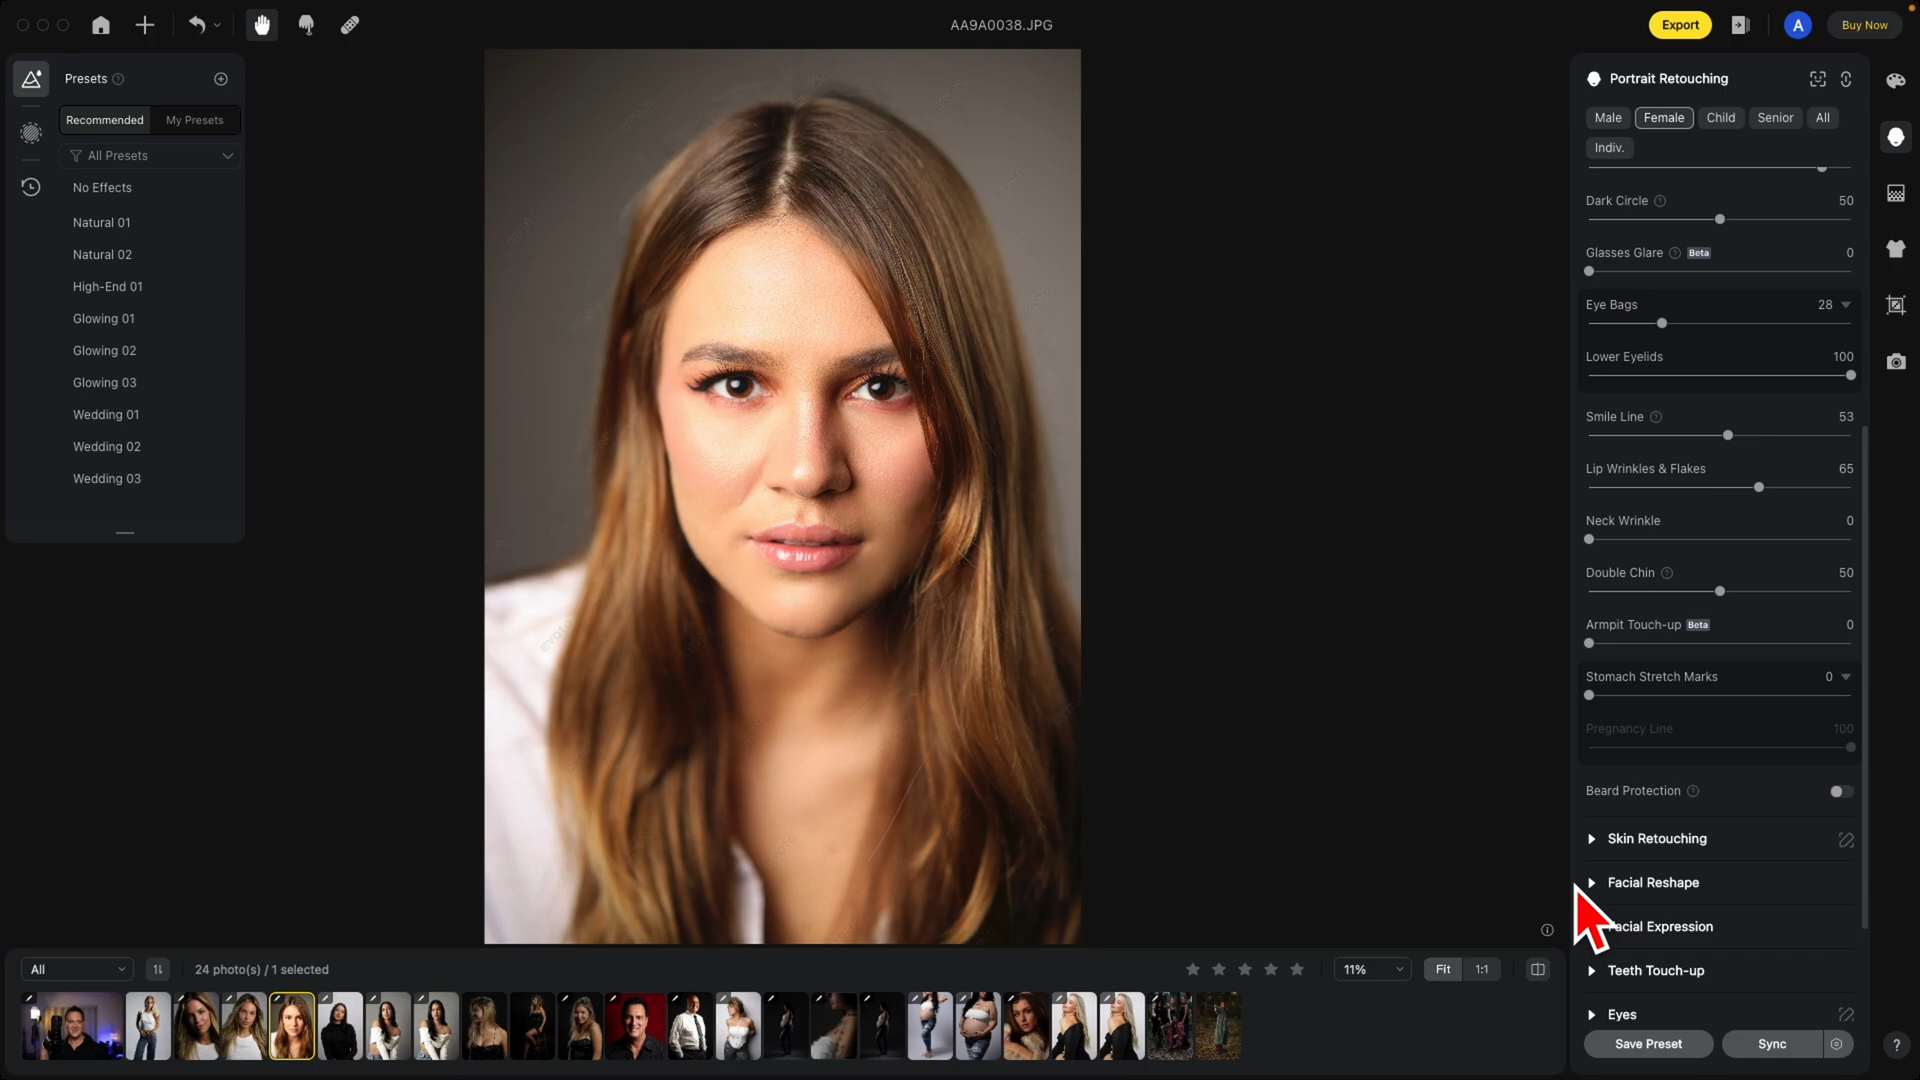 AA9A0038.JPG
Export
A
Buy Now
Presets
Recommended
My Presets
All Presets
No Effects
Natural 01
Natural 02
High-End 01
Glowing 01
Glowing 02
Glowing 03
Wedding 01
Wedding 02
Wedding 03
Portrait Retouching
Male
Female
Child
Senior
All
Indiv.
Dark Circle
50
Glasses Glare
Beta
0
Eye Bags
28
Lower Eyelids
100
Smile Line
53
Lip Wrinkles & Flakes
65
Neck Wrinkle
0
Double Chin
50
Armpit Touch-up
Beta
0
Stomach Stretch Marks
0
Pregnancy Line
100
Beard Protection
Skin Retouching
Facial Reshape
acial Expression
Teeth Touch-up
Eyes
Save Preset
Sync
All
24 photo(s) / 1 selected
11%
Fit
1:1